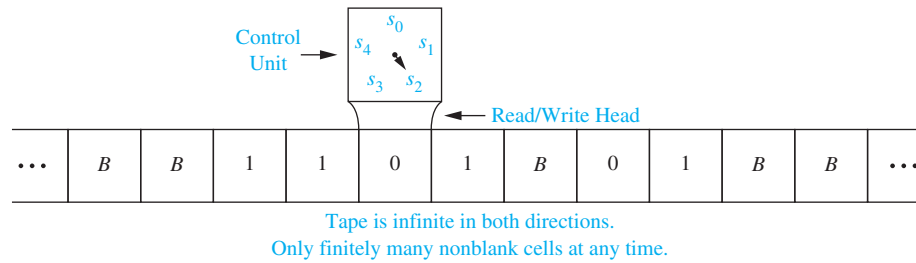 s0
Control
Unit
s4 s1
s3 s2
Read/Write Head
... B B 1 1 0 1 B 0 1 B B ...
Tape is infinite in both directions.
Only finitely many nonblank cells at any time.